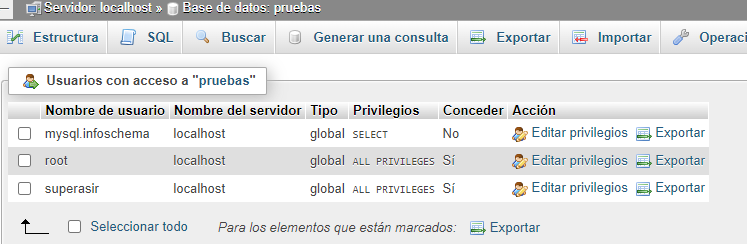 Servidor: localhost » Base de datos: pruebas
Estructura SQL Buscar Generar una consulta Exportar Importar Operaci
Usuarios con acceso a "pruebas"
Nombre de usuario Nombre del servidor Tipo Privilegios Conceder Acción
mysql.infoschema localhost global SELECT No Editar privilegios Exportar
root localhost global ALL PRIVILEGES Sí Editar privilegios Exportar
superasir localhost global ALL PRIVILEGES Sí Editar privilegios Exportar
Seleccionar todo Para los elementos que están marcados: Exportar